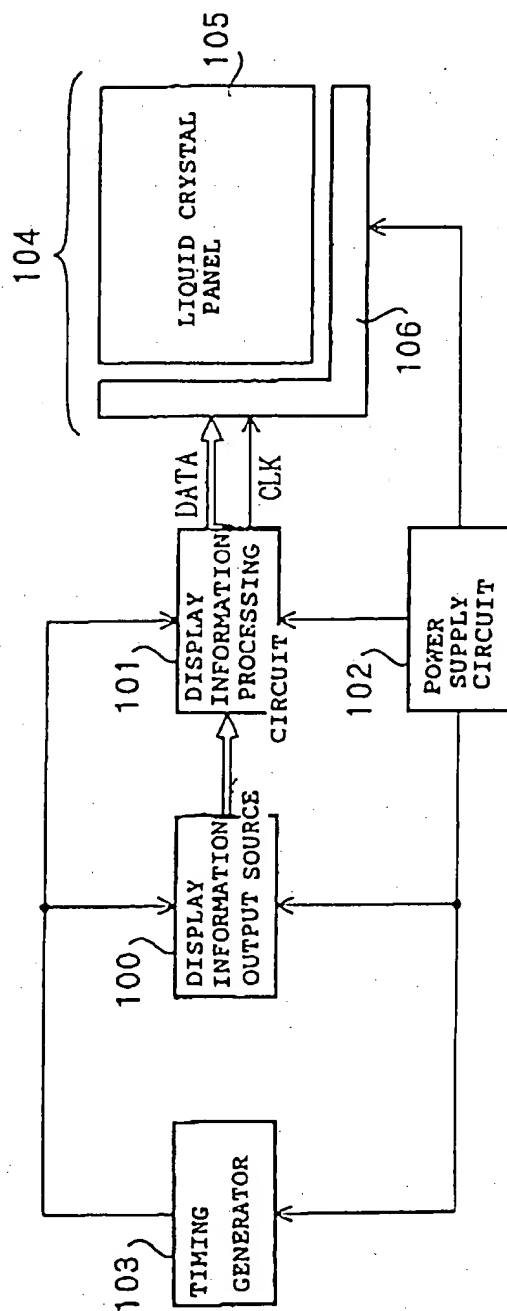 104
105
LIQUID CRYSTAL
PANEL
106
DATA
CLK
101
DISPLAY
INFORMATION
PROCESSING
CIRCUIT
100
DISPLAY
INFORMATION
OUTPUT SOURCE
102
POWER
SUPPLY
CIRCUIT
103
TIMING
GENERATOR